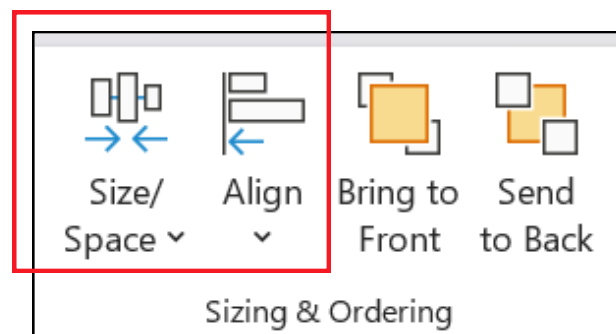 Size/ Align Bring to Send
Space Front to Back
Sizing & Ordering